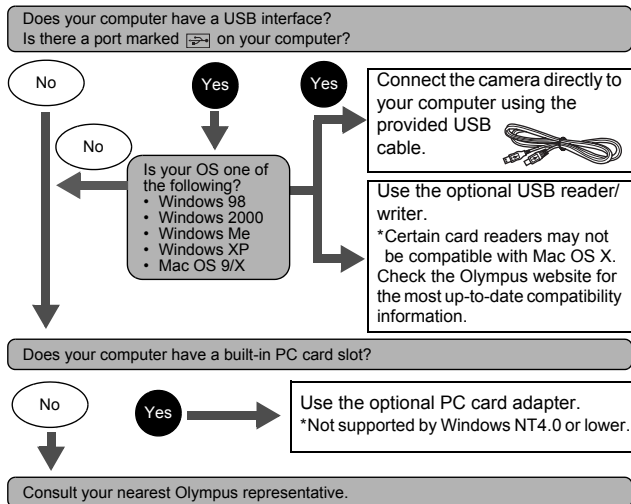 Does your computer have a USB interface?
Is there a port marked on your computer?
No
Yes
Yes
Connect the camera directly to
your computer using the
provided USB
cable.
No
Is your OS one of
the following?
• Windows 98
• Windows 2000
• Windows Me
• Windows XP
• Mac OS 9/X
Use the optional USB reader/
writer.
*Certain card readers may not
be compatible with Mac OS X.
Check the Olympus website for
the most up-to-date compatibility
information.
Does your computer have a built-in PC card slot?
No
Yes
Use the optional PC card adapter.
*Not supported by Windows NT4.0 or lower.
Consult your nearest Olympus representative.